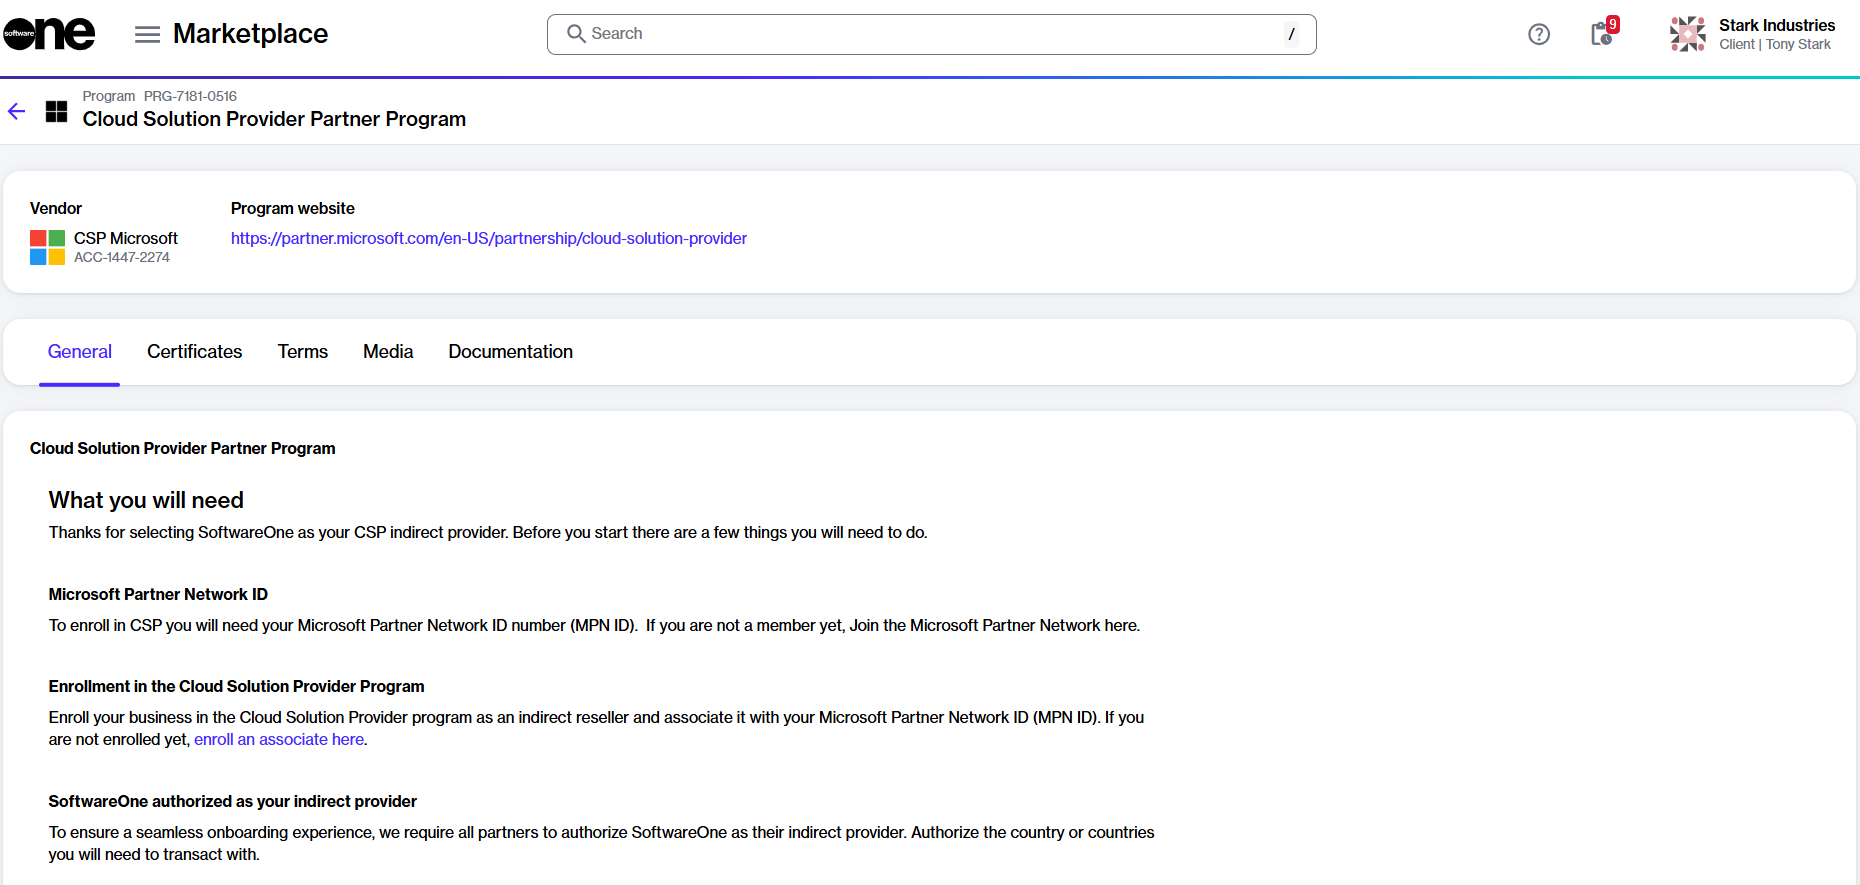 software one
Marketplace
Search
/
9
Stark Industries
Client | Tony Stark
Program PRG-7181-0516
Cloud Solution Provider Partner Program
Vendor
Program website
CSP Microsoft
ACC-1447-2274
https://partner.microsoft.com/en-US/partnership/cloud-solution-provider
General
Certificates
Terms
Media
Documentation
Cloud Solution Provider Partner Program
What you will need
Thanks for selecting SoftwareOne as your CSP indirect provider. Before you start there are a few things you will need to do.
Microsoft Partner Network ID
To enroll in CSP you will need your Microsoft Partner Network ID number (MPN ID).  If you are not a member yet, Join the Microsoft Partner Network here.
Enrollment in the Cloud Solution Provider Program
Enroll your business in the Cloud Solution Provider program as an indirect reseller and associate it with your Microsoft Partner Network ID (MPN ID). If you
are not enrolled yet, enroll an associate here.
SoftwareOne authorized as your indirect provider
To ensure a seamless onboarding experience, we require all partners to authorize SoftwareOne as their indirect provider. Authorize the country or countries
you will need to transact with.